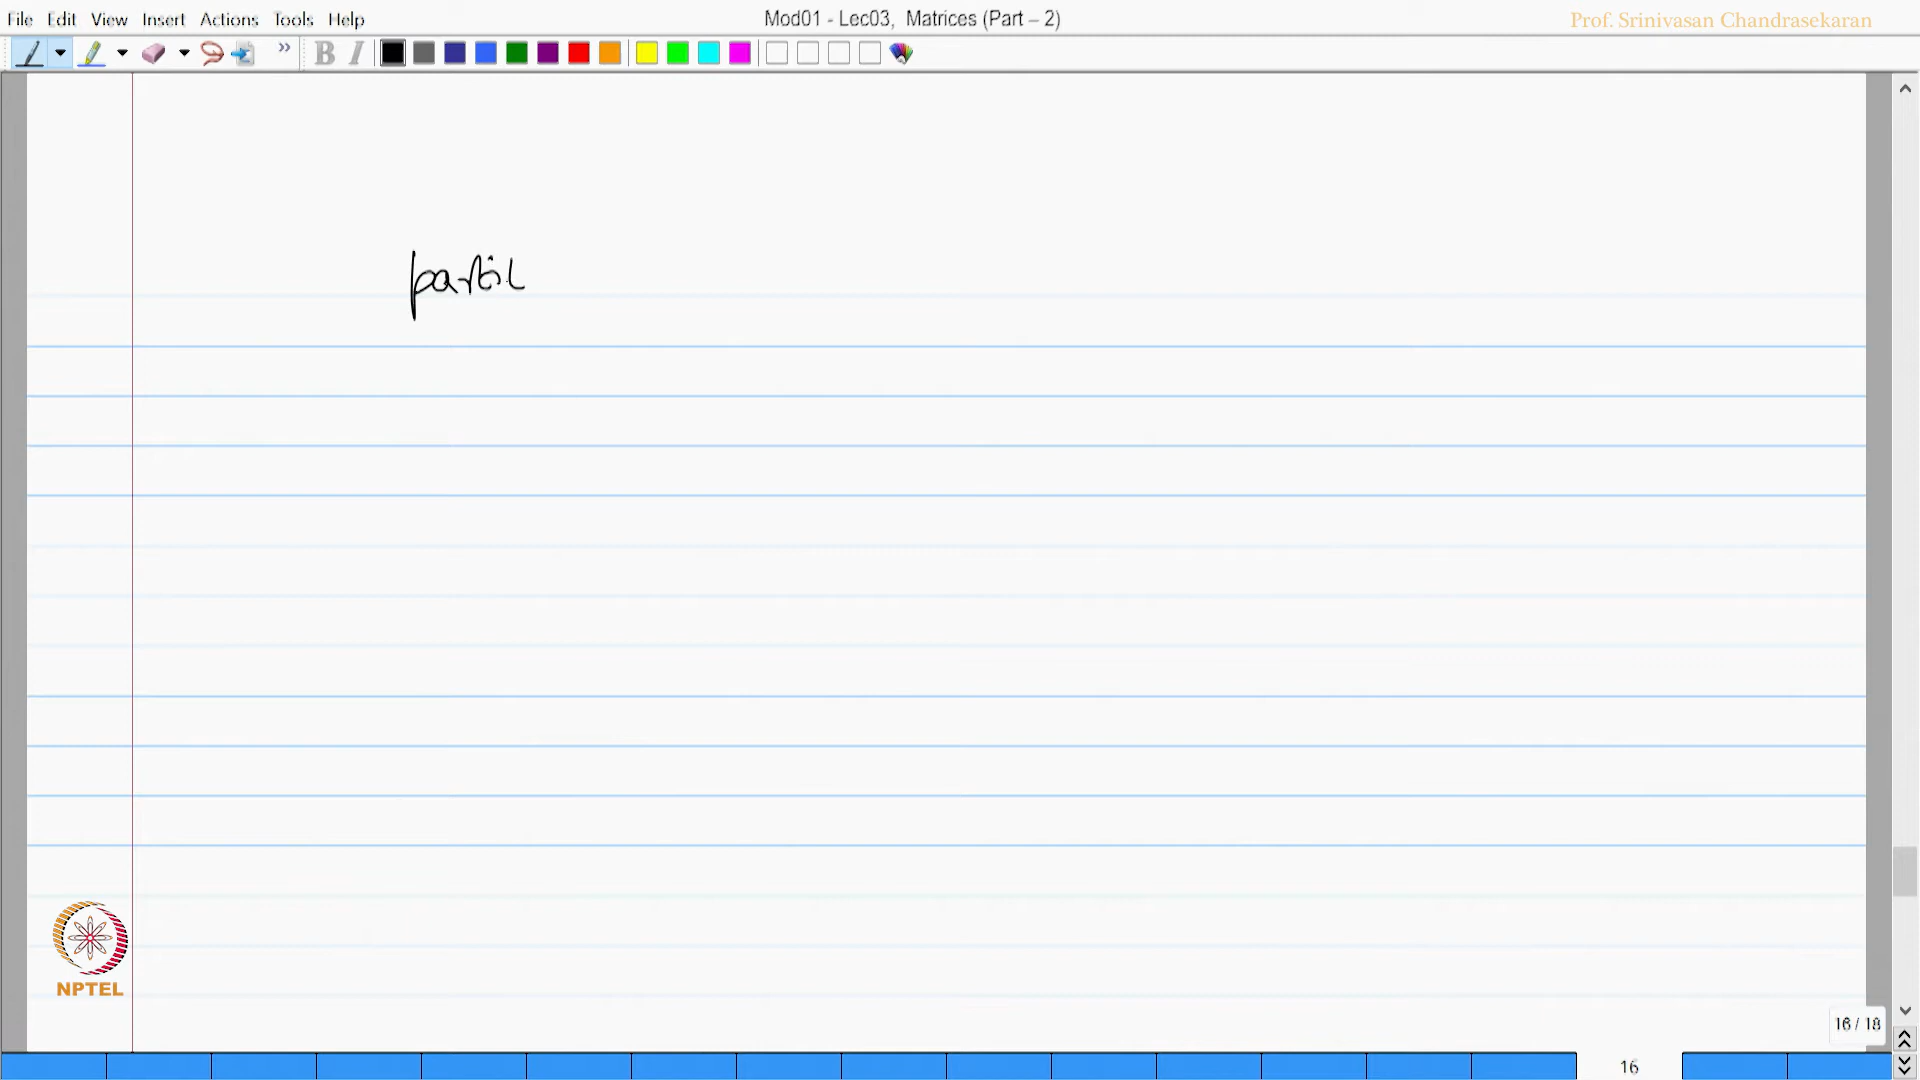 File Edit View Insert Actions Tools Help
Mod01 - Lec03, Matrices (Part – 2)
Prof. Srinivasan Chandrasekaran
B I
parti
NPTEL
16 / 18
16